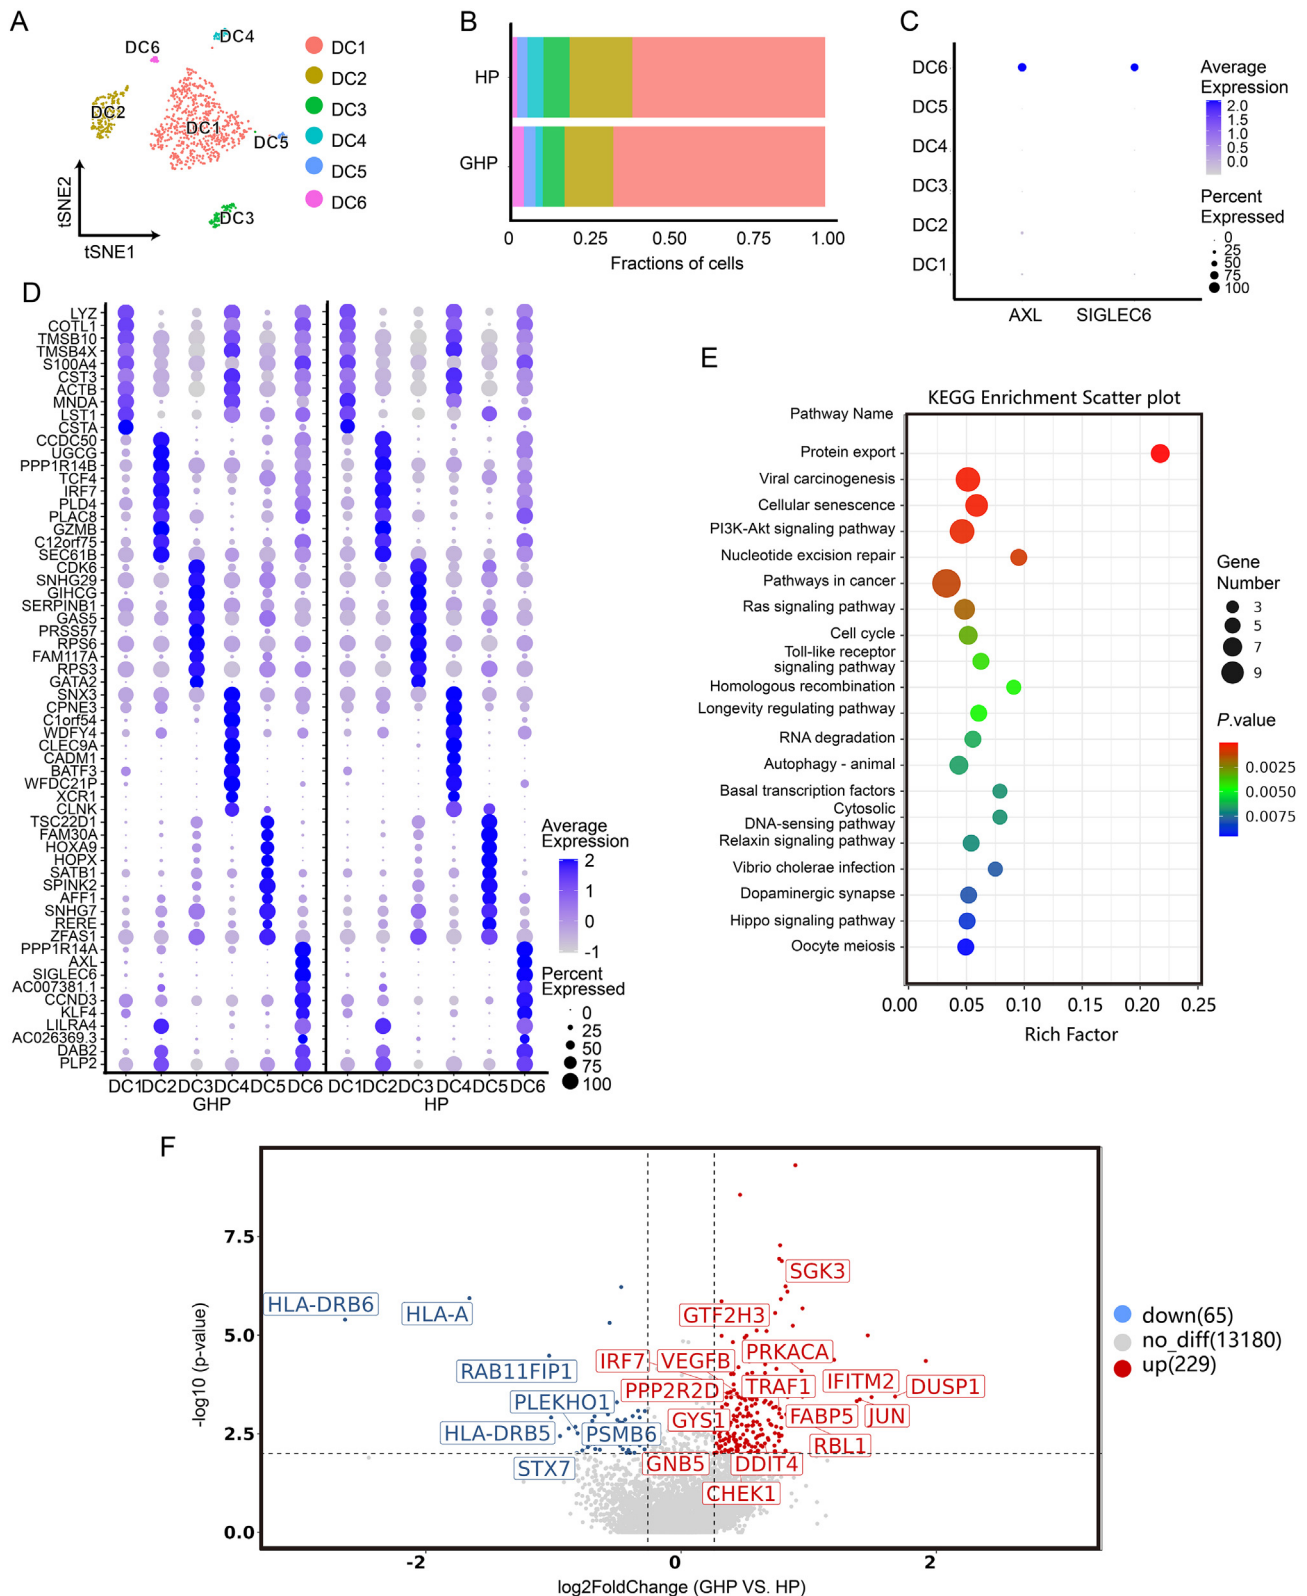 A
DC6
DC4
DC2
DC1
DC5
DC3
tSNE2
tSNE1
DC1
DC2
DC3
DC4
DC5
DC6
B
HP
GHP
0
0.25
0.50
0.75
1.00
Fractions of cells
C
DC6
DC5
DC4
DC3
DC2
DC1
AXL
SIGLEC6
Average
Expression
2.0
1.5
1.0
0.5
0.0
Percent
Expressed
0
25
50
75
100
D
LYZ
COTL1
TMSB10
TMSB4X
S100A4
CST3
ACTB
MNDA
LST1
CSTA
CCDC50
UGCG
PPP1R14B
TCF4
IRF7
PLD4
PLAC8
GZMB
C12orf75
SEC61B
CDK6
SNHG29
GIHCG
SERPINB1
GAS5
PRSS57
RPS6
FAM117A
RPS3
GATA2
SNX3
CPNE3
C1orf54
WDFY4
CLEC9A
CADM1
BATF3
WFDC21P
XCR1
CLNK
TSC22D1
FAM30A
HOXA9
HOPX
SATB1
SPINK2
AFF1
SNHG7
RERE
ZFAS1
PPP1R14A
AXL
SIGLEC6
AC007381.1
CCND3
KLF4
LILRA4
AC026369.3
DAB2
PLP2
DC1 DC2 DC3 DC4 DC5 DC6
GHP
DC1 DC2 DC3 DC4 DC5 DC6
HP
Average
Expression
2
1
0
-1
Percent
Expressed
0
25
50
75
100
E
KEGG Enrichment Scatter plot
Pathway Name
Protein export
Viral carcinogenesis
Cellular senescence
PI3K-Akt signaling pathway
Nucleotide excision repair
Pathways in cancer
Ras signaling pathway
Cell cycle
Toll-like receptor
signaling pathway
Homologous recombination
Longevity regulating pathway
RNA degradation
Autophagy - animal
Basal transcription factors
Cytosolic
DNA-sensing pathway
Relaxin signaling pathway
Vibrio cholerae infection
Dopaminergic synapse
Hippo signaling pathway
Oocyte meiosis
0.00
0.05
0.10
0.15
0.20
0.25
Rich Factor
Gene
Number
3
5
7
9
P.value
0.0025
0.0050
0.0075
F
7.5
5.0
2.5
0.0
-log10 (p-value)
HLA-DRB6
HLA-A
SGK3
GTF2H3
RAB11FIP1
IRF7
VEGFB
PRKACA
PPP2R2D
TRAF1
IFITM2
DUSP1
PLEKHO1
GYS1
FABP5
JUN
HLA-DRB5
PSMB6
RBL1
STX7
GNB5
DDIT4
CHEK1
-2
0
2
log2FoldChange (GHP VS. HP)
down(65)
no_diff(13180)
up(229)